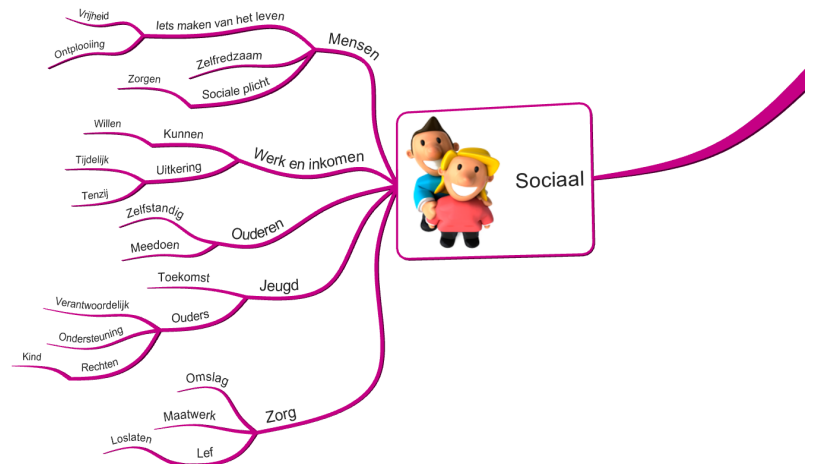 Sociaal
Mensen
Iets maken van het leven
Vrijheid
Ontplooiing
Zelfredzaam
Sociale plicht
Zorgen
Werk en inkomen
Kunnen
Willen
Uitkering
Tijdelijk
Tenzij
Ouderen
Zelfstandig
Meedoen
Jeugd
Toekomst
Ouders
Verantwoordelijk
Ondersteuning
Rechten
Kind
Zorg
Omslag
Maatwerk
Lef
Loslaten